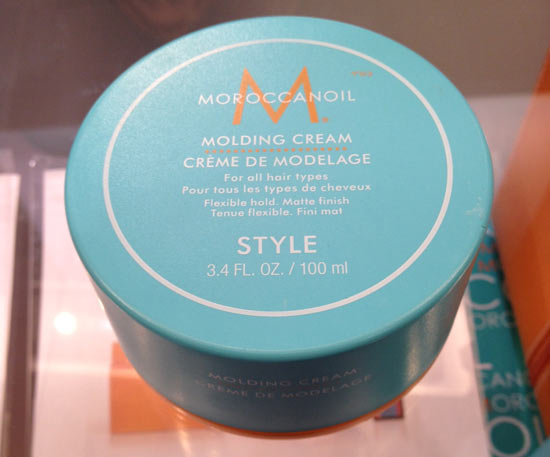 M
MOROCCANOIL
MOLDING CREAM
CRÈME DE MODELAGE
For all hair types
Pour tous les types de cheveux
Flexible hold. Matte finish
Tenue flexible. Fini mat
STYLE
3.4 FL. OZ. / 100 ml
MOLDING CREAM
CRÈME DE MODELAGE